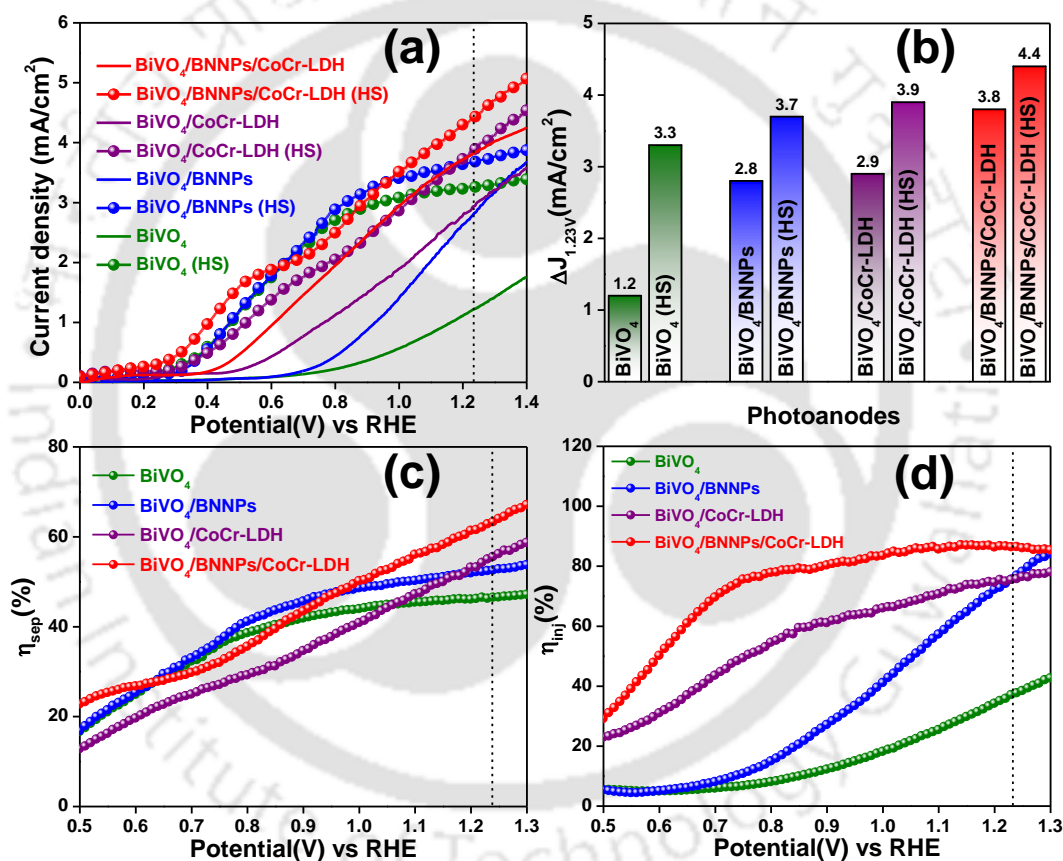 (a)
BiVO₄/BNNPs/CoCr-LDH
BiVO₄/BNNPs/CoCr-LDH (HS)
BiVO₄/CoCr-LDH
BiVO₄/CoCr-LDH (HS)
BiVO₄/BNNPs
BiVO₄/BNNPs (HS)
BiVO₄
BiVO₄ (HS)
Current density (mA/cm²)
6
5
4
3
2
1
0
0.0 0.2 0.4 0.6 0.8 1.0 1.2 1.4
Potential(V) vs RHE
(b)
ΔJ₁.₂₃V(mA/cm²)
5
4
3
2
1
0
1.2
3.3
2.8
3.7
2.9
3.9
3.8
4.4
BiVO₄
BiVO₄ (HS)
BiVO₄/BNNPs
BiVO₄/BNNPs (HS)
BiVO₄/CoCr-LDH
BiVO₄/CoCr-LDH (HS)
BiVO₄/BNNPs/CoCr-LDH
BiVO₄/BNNPs/CoCr-LDH (HS)
Photoanodes
(c)
BiVO₄
BiVO₄/BNNPs
BiVO₄/CoCr-LDH
BiVO₄/BNNPs/CoCr-LDH
ηsep(%)
80
60
40
20
0
0.5 0.6 0.7 0.8 0.9 1.0 1.1 1.2 1.3
Potential(V) vs RHE
(d)
BiVO₄
BiVO₄/BNNPs
BiVO₄/CoCr-LDH
BiVO₄/BNNPs/CoCr-LDH
ηinj(%)
120
100
80
60
40
20
0
0.5 0.6 0.7 0.8 0.9 1.0 1.1 1.2 1.3
Potential(V) vs RHE
Indian Institute of Technology Guwahati